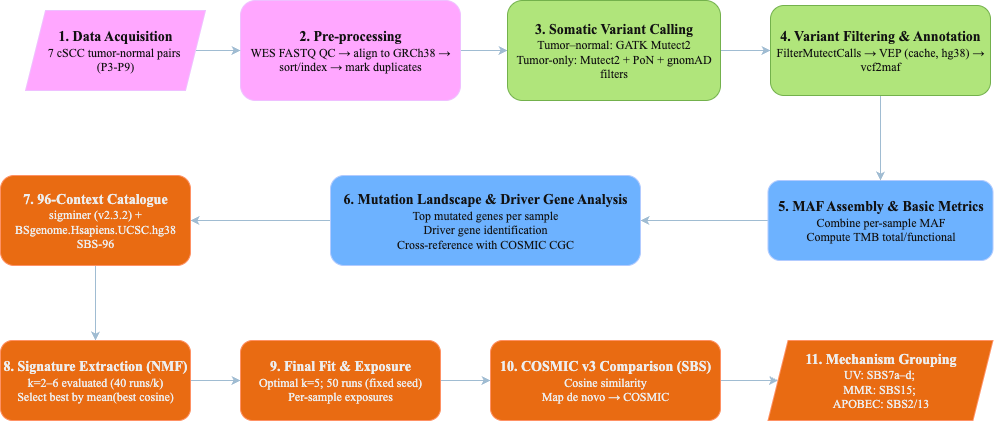 1. Data Acquisition
7 cSCC tumor-normal pairs
(P3-P9)
2. Pre-processing
WES FASTQ QC → align to GRCh38 →
sort/index → mark duplicates
3. Somatic Variant Calling
Tumor–normal: GATK Mutect2
Tumor-only: Mutect2 + PoN + gnomAD
filters
4. Variant Filtering & Annotation
FilterMutectCalls → VEP (cache, hg38) →
vcf2maf
5. MAF Assembly & Basic Metrics
Combine per-sample MAF
Compute TMB total/functional
6. Mutation Landscape & Driver Gene Analysis
Top mutated genes per sample
Driver gene identification
Cross-reference with COSMIC CGC
7. 96-Context Catalogue
sigminer (v2.3.2) +
BSgenome.Hsapiens.UCSC.hg38
SBS-96
8. Signature Extraction (NMF)
k=2–6 evaluated (40 runs/k)
Select best by mean(best cosine)
9. Final Fit & Exposure
Optimal k=5; 50 runs (fixed seed)
Per-sample exposures
10. COSMIC v3 Comparison (SBS)
Cosine similarity
Map de novo → COSMIC
11. Mechanism Grouping
UV: SBS7a–d;
MMR: SBS15;
APOBEC: SBS2/13